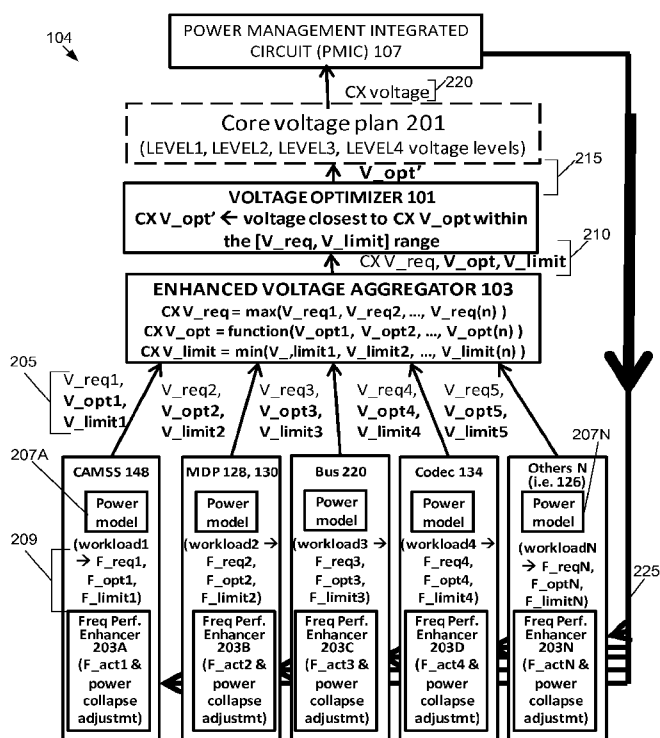 104
POWER MANAGEMENT INTEGRATED
CIRCUIT (PMIC) 107
CX voltage
220
Core voltage plan 201
(LEVEL1, LEVEL2, LEVEL3, LEVEL4 voltage levels)
V_opt’
215
VOLTAGE OPTIMIZER 101
CX V_opt’ ← voltage closest to CX V_opt within
the [V_req, V_limit] range
210
CX V_req, V_opt, V_limit
ENHANCED VOLTAGE AGGREGATOR 103
CX V_req = max(V_req1, V_req2, ..., V_req(n) )
CX V_opt = function(V_opt1, V_opt2, ..., V_opt(n) )
CX V_limit = min(V_,limit1, V_limit2, ..., V_limit(n) )
205
V_req1,
V_opt1,
V_limit1
V_req2,
V_opt2,
V_limit2
V_req3,
V_opt3,
V_limit3
V_req4,
V_opt4,
V_limit4
V_req5,
V_opt5,
V_limit5
207A
207N
209
225
CAMSS 148
Power
model
(workload1
→ F_req1,
F_opt1,
F_limit1)
Freq Perf.
Enhancer
203A
(F_act1 &
power
collapse
adjustmt)
MDP 128, 130
Power
model
(workload2 →
F_req2,
F_opt2,
F_limit2)
Freq Perf.
Enhancer
203B
(F_act2 &
power
collapse
adjustmt)
Bus 220
Power
model
(workload3 →
F_req3,
F_opt3,
F_limit3)
Freq Perf.
Enhancer
203C
(F_act3 &
power
collapse
adjustmt)
Codec 134
Power
model
(workload4 →
F_req4,
F_opt4,
F_limit4)
Freq Perf.
Enhancer
203D
(F_act4 &
power
collapse
adjustmt)
Others N
(i.e. 126)
Power
model
(workloadN
→ F_reqN,
F_optN,
F_limitN)
Freq Perf.
Enhancer
203N
(F_actN &
power
collapse
adjustmt)